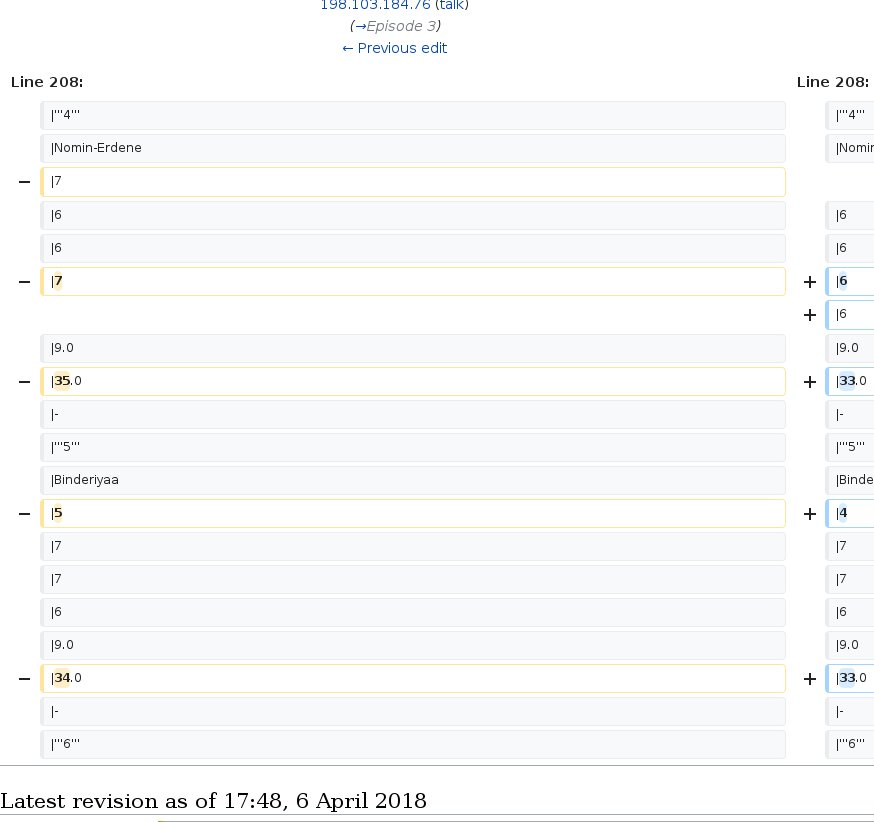 198.103.184.76 (talk)
(→Episode 3)
← Previous edit
Line 208: Line 208:
|'''4''' |'''4'''
|Nomin-Erdene |Nomin
− |7
|6 |6
|6 |6
− |7 + |6
+ |6
|9.0 |9.0
− |35.0 + |33.0
|- |-
|'''5''' |'''5'''
|Binderiyaa |Binde
− |5 + |4
|7 |7
|7 |7
|6 |6
|9.0 |9.0
− |34.0 + |33.0
|- |-
|'''6''' |'''6'''
Latest revision as of 17:48, 6 April 2018